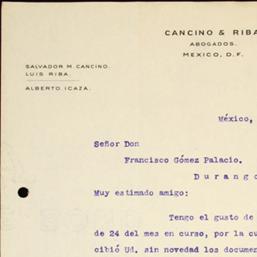 CANCINO & RIBA
ABOGADOS.
MEXICO, D.F.
SALVADOR M. CANCINO.
LUIS RIBA.
ALBERTO ICAZA.
México,
Señor Don
Francisco Gómez Palacio.
Durang
Muy estimado amigo:
Tengo el gusto de
de 24 del mes en curso, por la cu
cibió Ud. sin novedad los documen